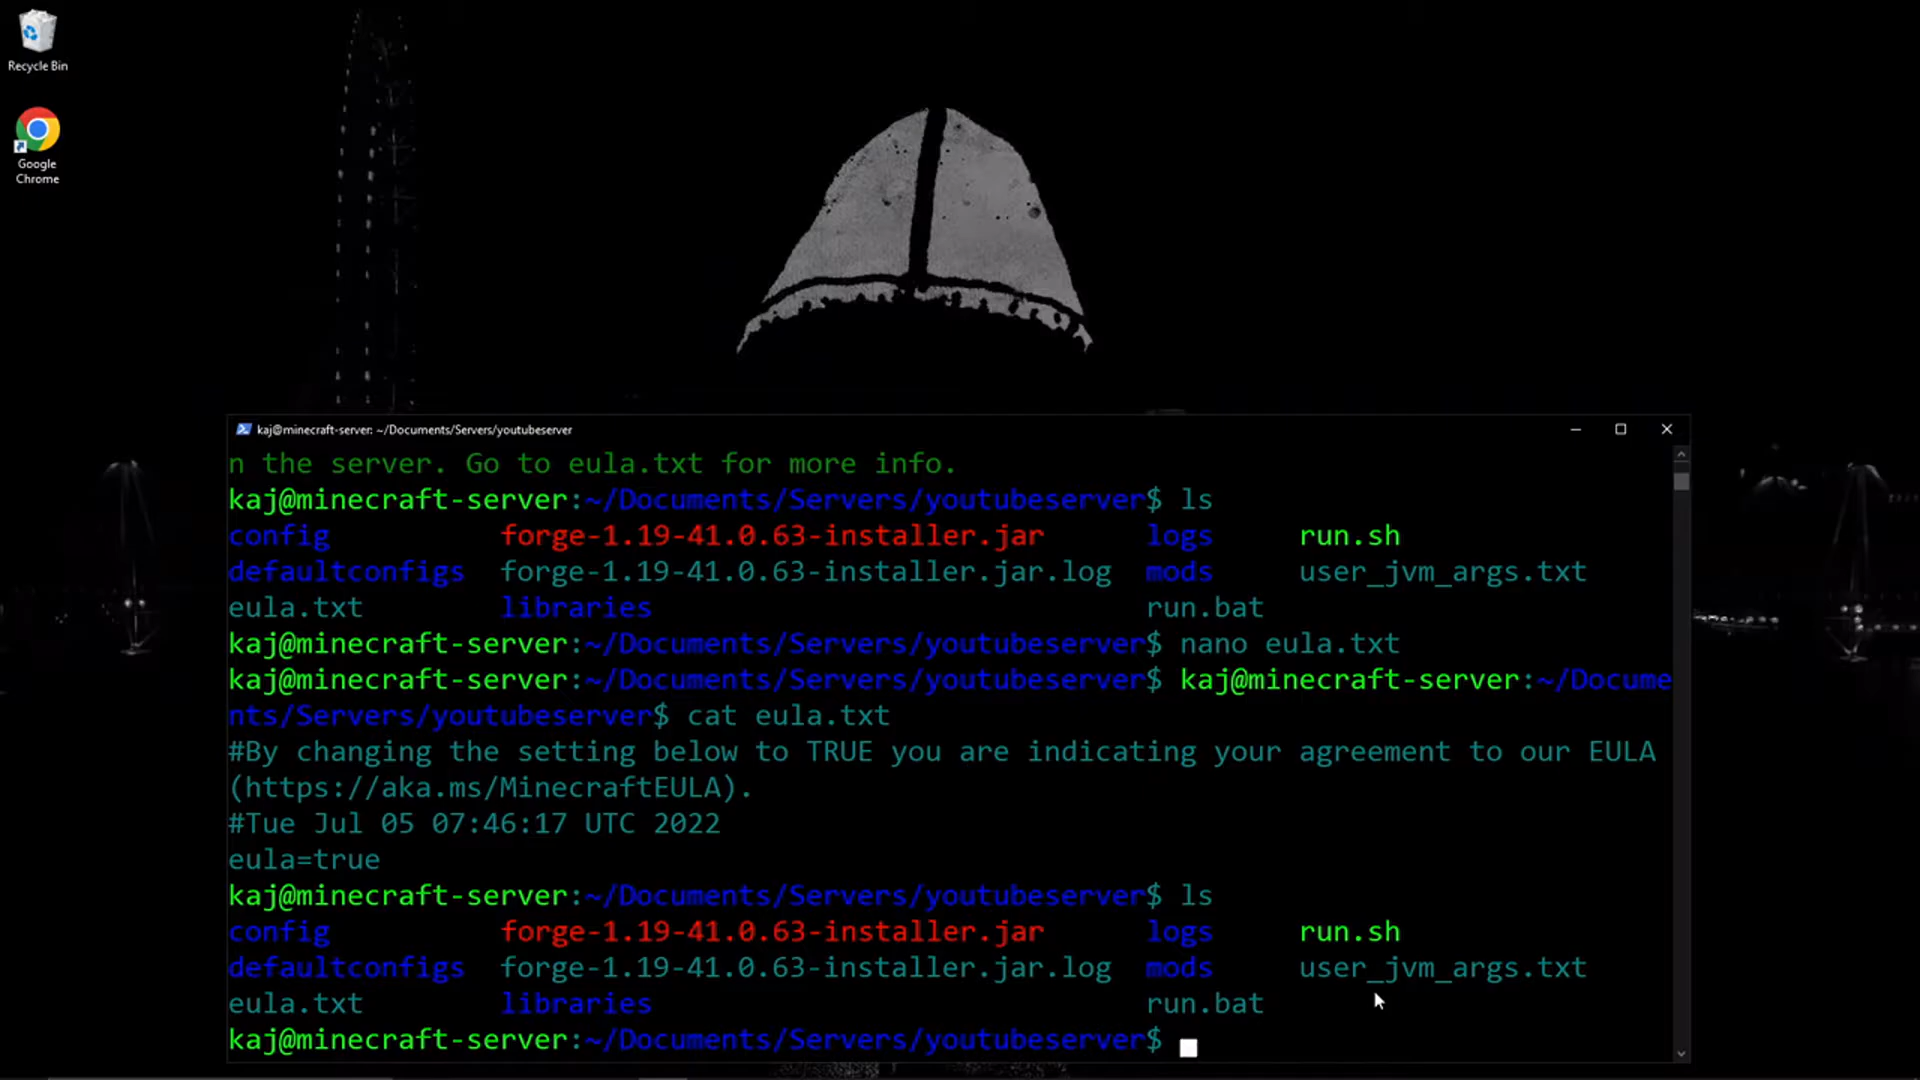 Recycle Bin
Google
Chrome
kaj@minecraft-server: ~/Documents/Servers/youtubeserver
n the server. Go to eula.txt for more info.
kaj@minecraft-server:~/Documents/Servers/youtubeserver$ ls
config forge-1.19-41.0.63-installer.jar logs run.sh
defaultconfigs forge-1.19-41.0.63-installer.jar.log mods user_jvm_args.txt
eula.txt libraries run.bat
kaj@minecraft-server:~/Documents/Servers/youtubeserver$ nano eula.txt
kaj@minecraft-server:~/Documents/Servers/youtubeserver$ kaj@minecraft-server:~/Docume
nts/Servers/youtubeserver$ cat eula.txt
#By changing the setting below to TRUE you are indicating your agreement to our EULA
(https://aka.ms/MinecraftEULA).
#Tue Jul 05 07:46:17 UTC 2022
eula=true
kaj@minecraft-server:~/Documents/Servers/youtubeserver$ ls
config forge-1.19-41.0.63-installer.jar logs run.sh
defaultconfigs forge-1.19-41.0.63-installer.jar.log mods user_jvm_args.txt
eula.txt libraries run.bat
kaj@minecraft-server:~/Documents/Servers/youtubeserver$